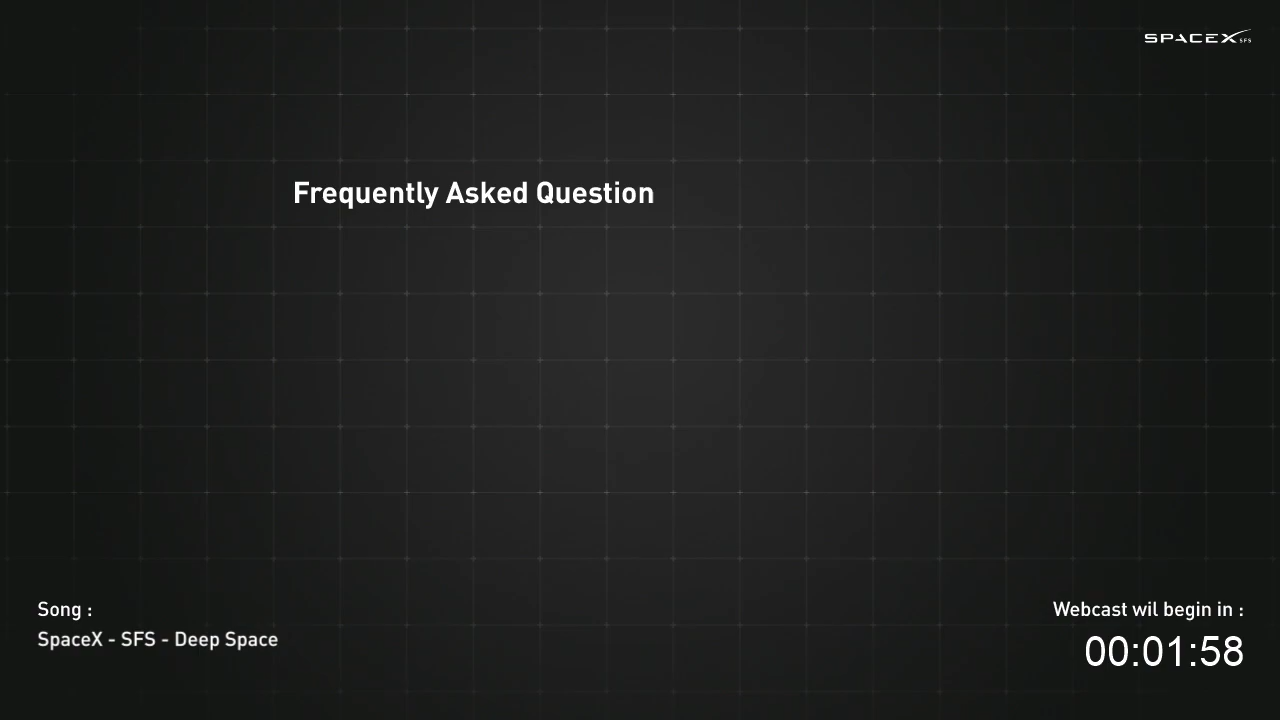 SPACEX SFS
Frequently Asked Question
Song :
SpaceX - SFS - Deep Space
Webcast wil begin in :
00:01:58